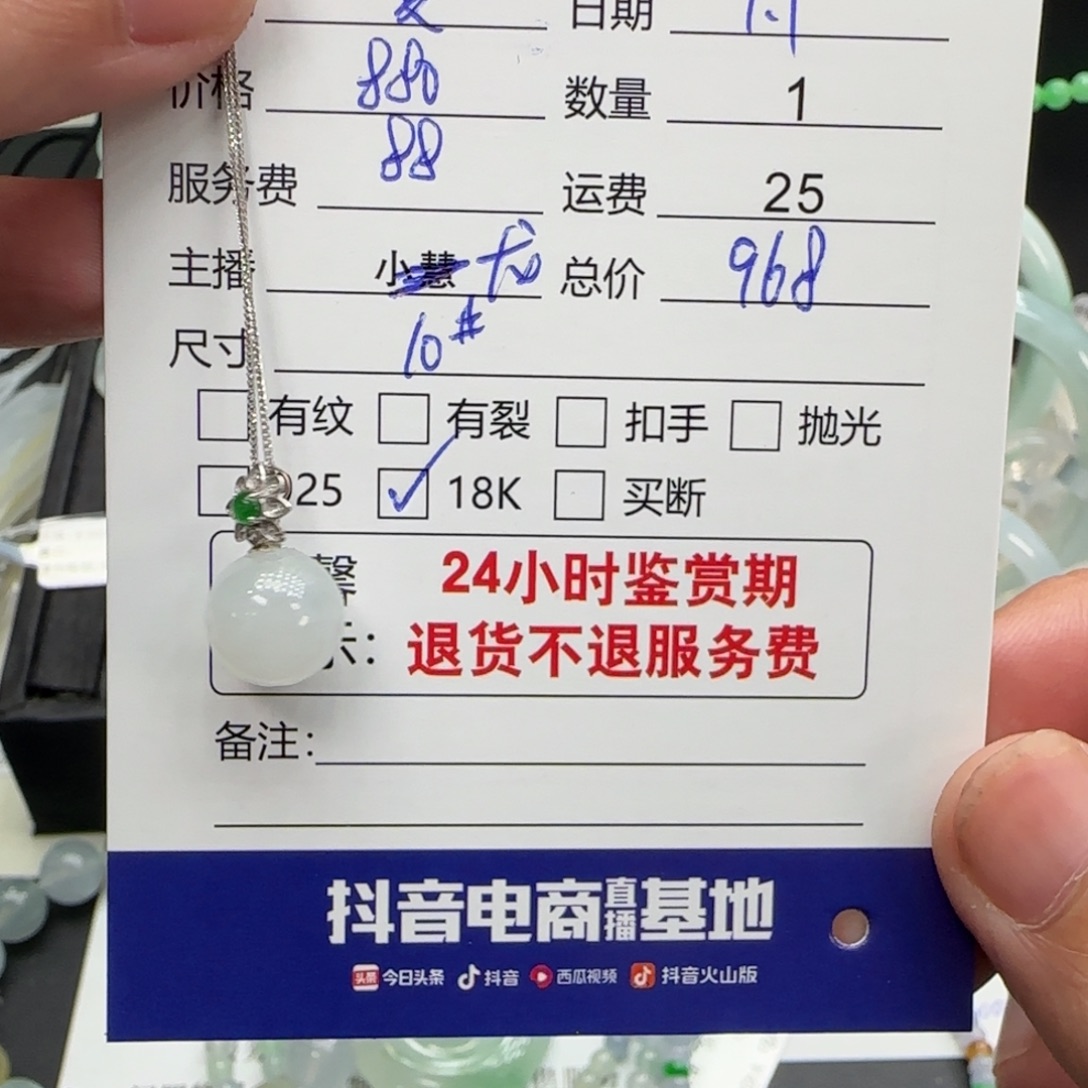 日期
价格 880 数量 1
服务费 88 运费 25
主播 小慧 总价 968
尺寸 10#
有纹 有裂 扣手 抛光
25 18K 买断
馨 24小时鉴赏期
示: 退货不退服务费
备注:
抖音电商直播基地
头条 今日头条 抖音 西瓜视频 抖音火山版